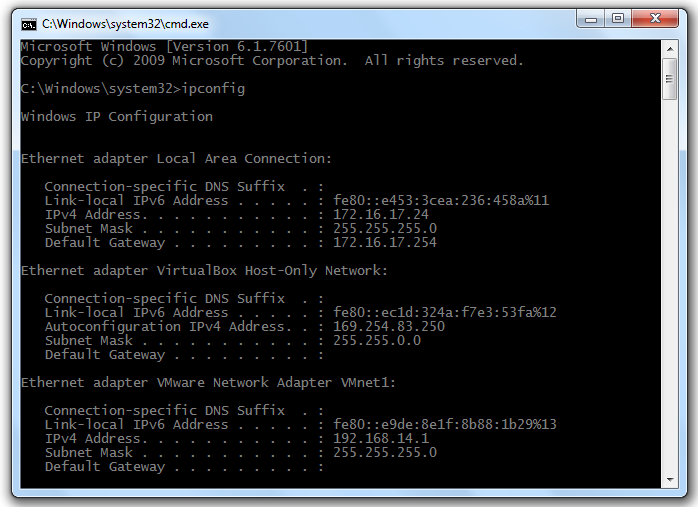 C:\Windows\system32\cmd.exe
Microsoft Windows [Version 6.1.7601]
Copyright (c) 2009 Microsoft Corporation.  All rights reserved.
C:\Windows\system32>ipconfig
Windows IP Configuration
Ethernet adapter Local Area Connection:
   Connection-specific DNS Suffix  . :
   Link-local IPv6 Address . . . . . : fe80::e453:3cea:236:458a%11
   IPv4 Address. . . . . . . . . . . : 172.16.17.24
   Subnet Mask . . . . . . . . . . . : 255.255.255.0
   Default Gateway . . . . . . . . . : 172.16.17.254
Ethernet adapter VirtualBox Host-Only Network:
   Connection-specific DNS Suffix  . :
   Link-local IPv6 Address . . . . . : fe80::ec1d:324a:f7e3:53fa%12
   Autoconfiguration IPv4 Address. . : 169.254.83.250
   Subnet Mask . . . . . . . . . . . : 255.255.0.0
   Default Gateway . . . . . . . . . :
Ethernet adapter VMware Network Adapter VMnet1:
   Connection-specific DNS Suffix  . :
   Link-local IPv6 Address . . . . . : fe80::e9de:8e1f:8b88:1b29%13
   IPv4 Address. . . . . . . . . . . : 192.168.14.1
   Subnet Mask . . . . . . . . . . . : 255.255.255.0
   Default Gateway . . . . . . . . . :